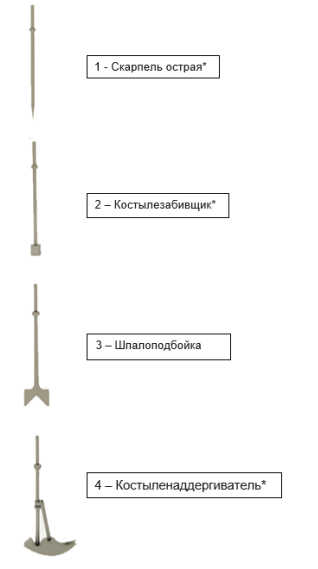 1 - Скарпель острая*
2 – Костылезабивщик*
3 – Шпалоподбойка
4 – Костыленаддергиватель*